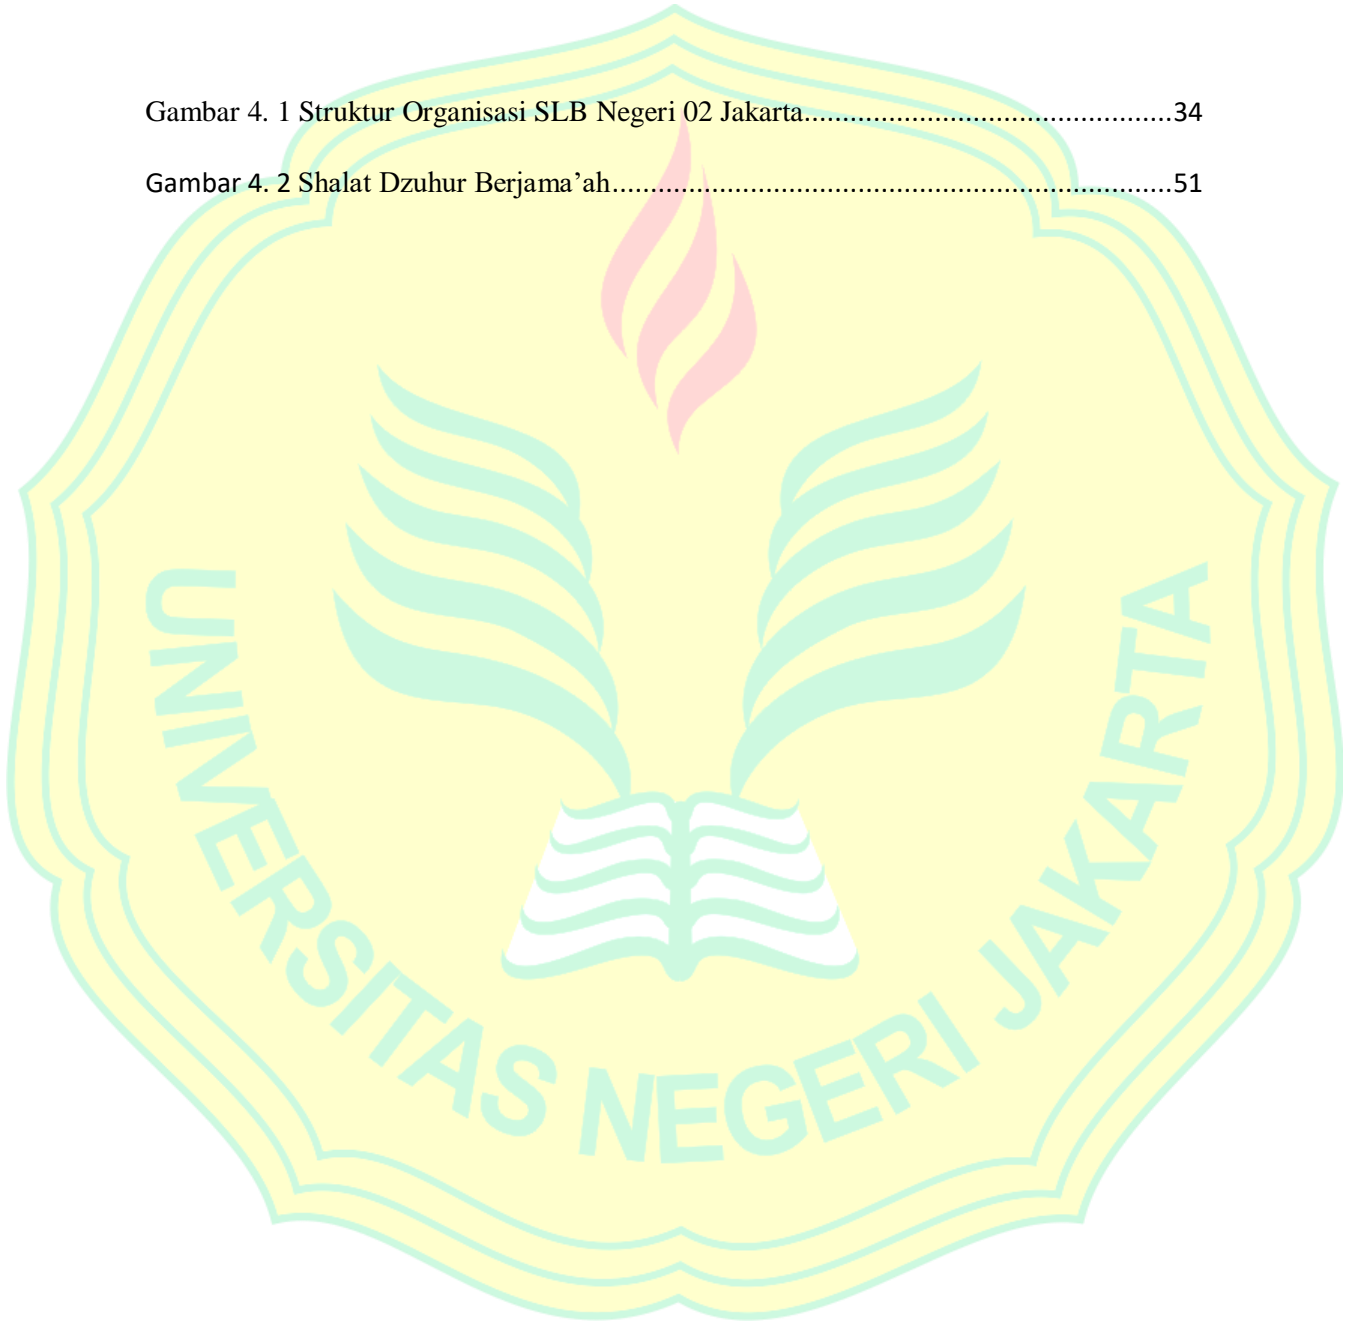 Gambar 4. 1 Struktur Organisasi SLB Negeri 02 Jakarta................................................34
Gambar 4. 2 Shalat Dzuhur Berjama’ah.........................................................................51
UNIVERSITAS NEGERI JAKARTA